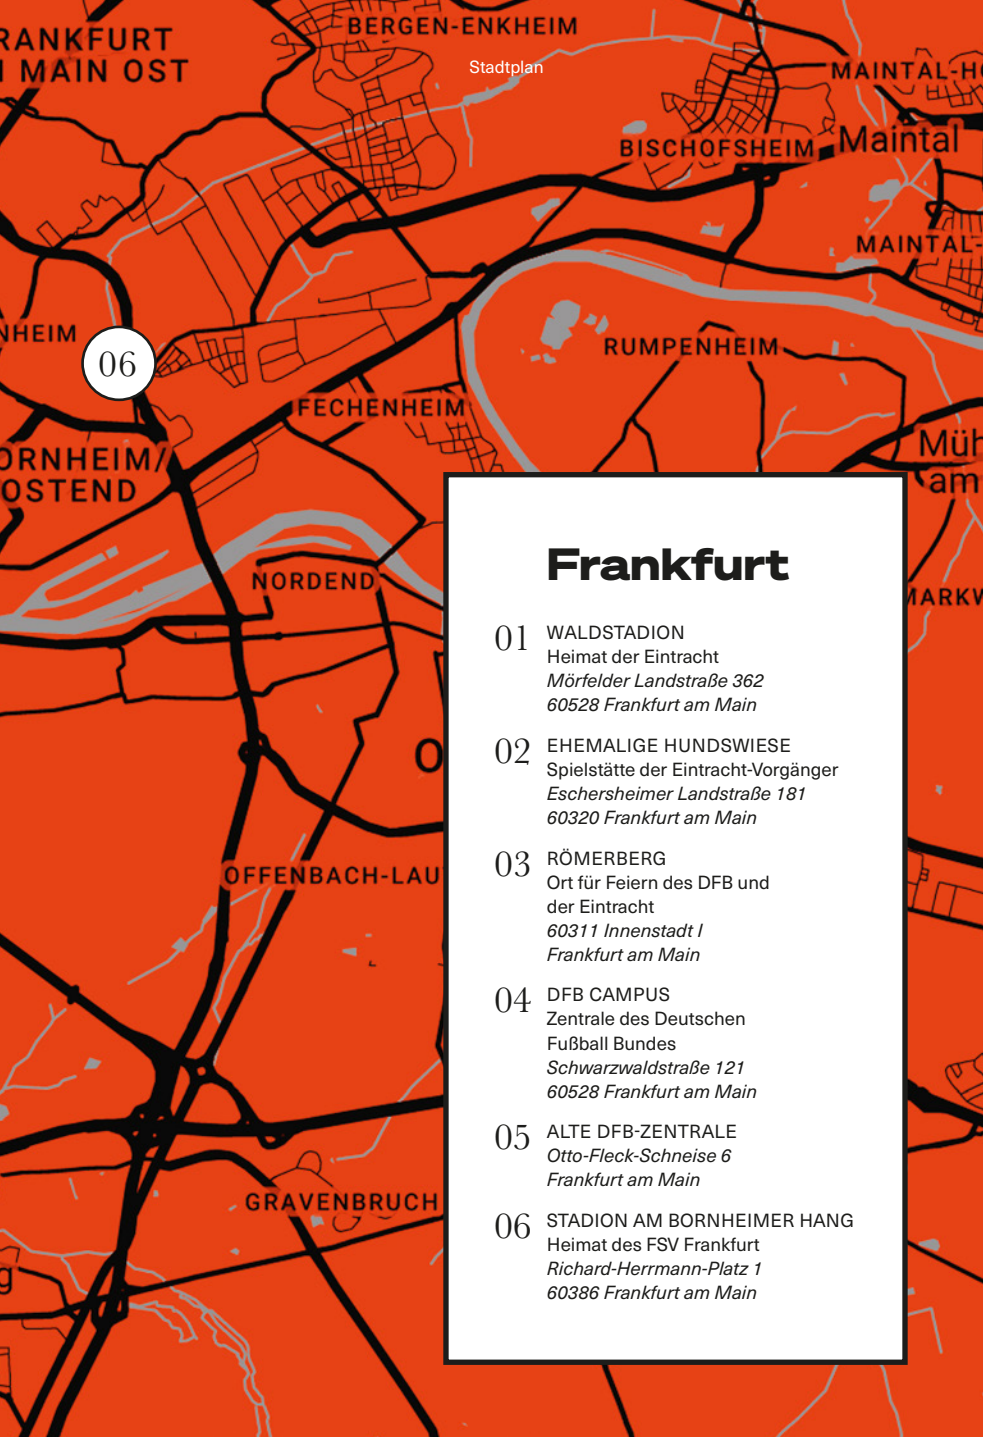 RANKFURT
MAIN OST
BERGEN-ENKHEIM
Stadtplan
MAINTAL-HO
BISCHOFSHEIM
Maintal
MAINTAL-
NHEIM
06
RUMPENHEIM
FECHENHEIM
ORNHEIM/
OSTEND
Müh
am
NORDEND
MARKW
O
OFFENBACH-LAU
GRAVENBRUCH
g
Frankfurt
01 WALDSTADION
Heimat der Eintracht
Mörfelder Landstraße 362
60528 Frankfurt am Main
02 EHEMALIGE HUNDSWIESE
Spielstätte der Eintracht-Vorgänger
Eschersheimer Landstraße 181
60320 Frankfurt am Main
03 RÖMERBERG
Ort für Feiern des DFB und
der Eintracht
60311 Innenstadt I
Frankfurt am Main
04 DFB CAMPUS
Zentrale des Deutschen
Fußball Bundes
Schwarzwaldstraße 121
60528 Frankfurt am Main
05 ALTE DFB-ZENTRALE
Otto-Fleck-Schneise 6
Frankfurt am Main
06 STADION AM BORNHEIMER HANG
Heimat des FSV Frankfurt
Richard-Herrmann-Platz 1
60386 Frankfurt am Main